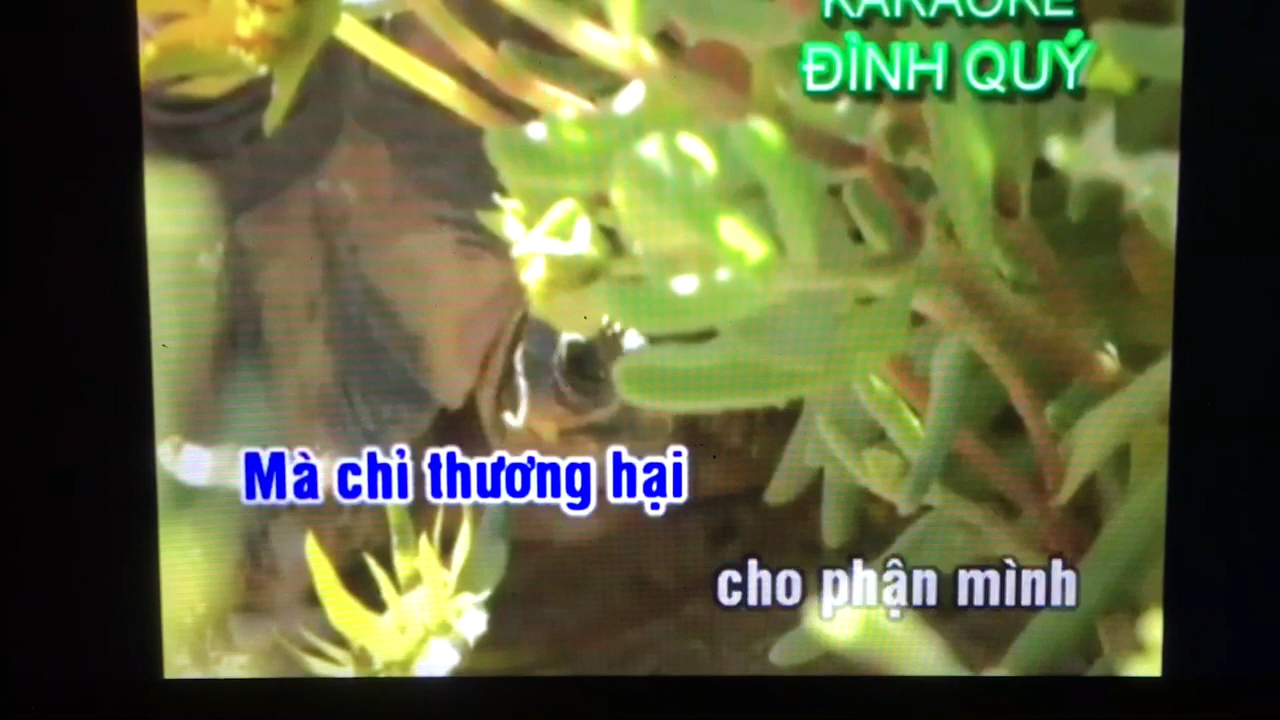 KARAOKE
ĐÌNH QUÝ
Mà chỉ thương hại
cho phận mình